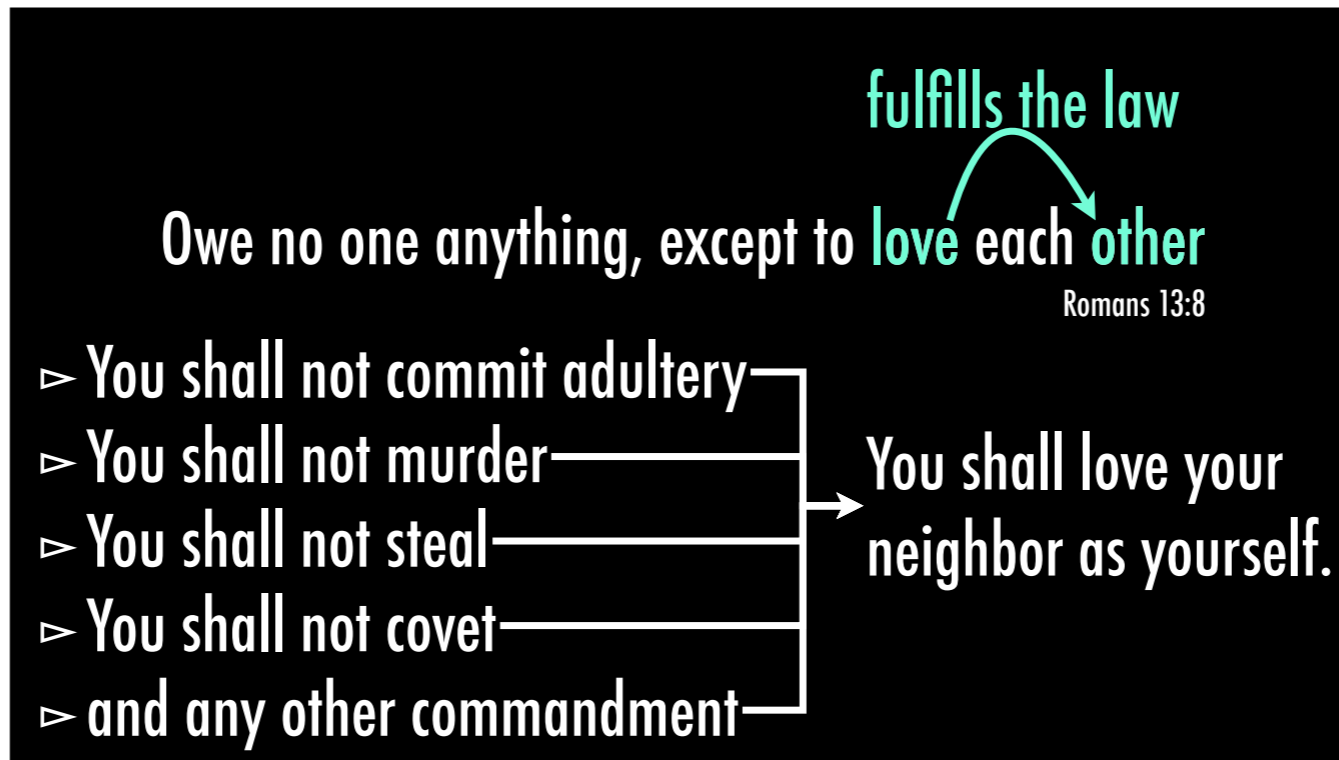 fulfills the law
Owe no one anything, except to love each other
Romans 13:8
▻ You shall not commit adultery
▻ You shall not murder
▻ You shall not steal
▻ You shall not covet
▻ and any other commandment
You shall love your
neighbor as yourself.